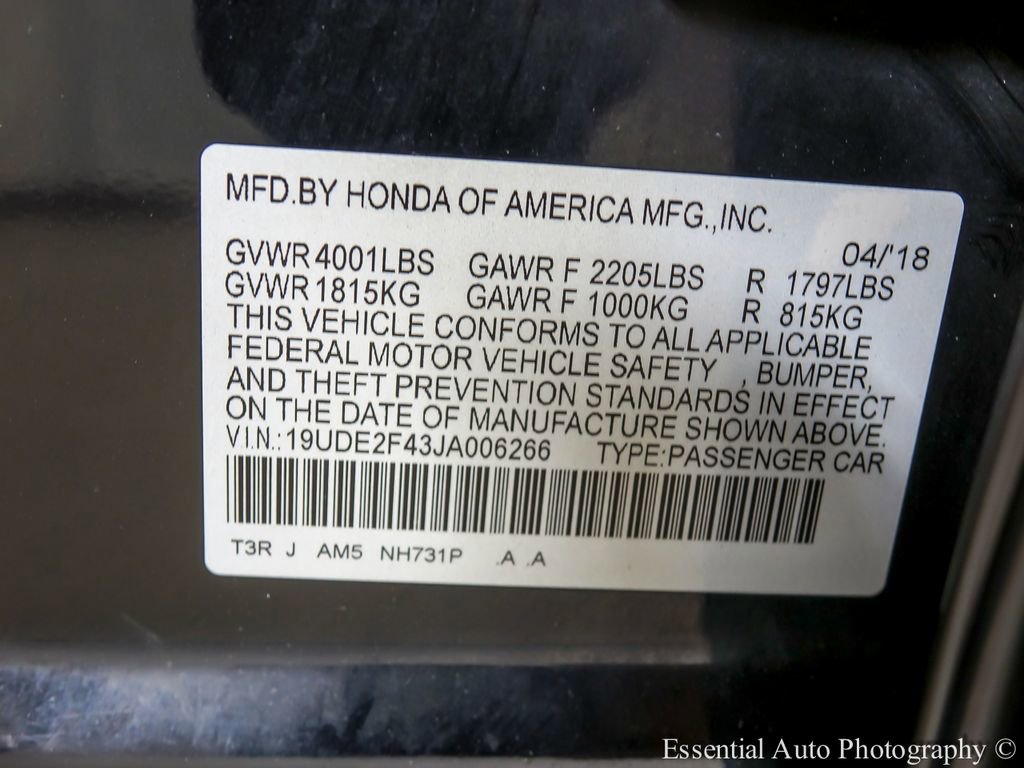 MFD.BY HONDA OF AMERICA MFG.,INC.
04/'18
GVWR 4001LBS GAWR F 2205LBS R 1797LBS
GVWR 1815KG GAWR F 1000KG R 815KG
THIS VEHICLE CONFORMS TO ALL APPLICABLE
FEDERAL MOTOR VEHICLE SAFETY , BUMPER,
AND THEFT PREVENTION STANDARDS IN EFFECT
ON THE DATE OF MANUFACTURE SHOWN ABOVE.
V.I.N.:19UDE2F43JA006266 TYPE:PASSENGER CAR
T3R J AM5 NH731P .A .A
Essential Auto Photography ©